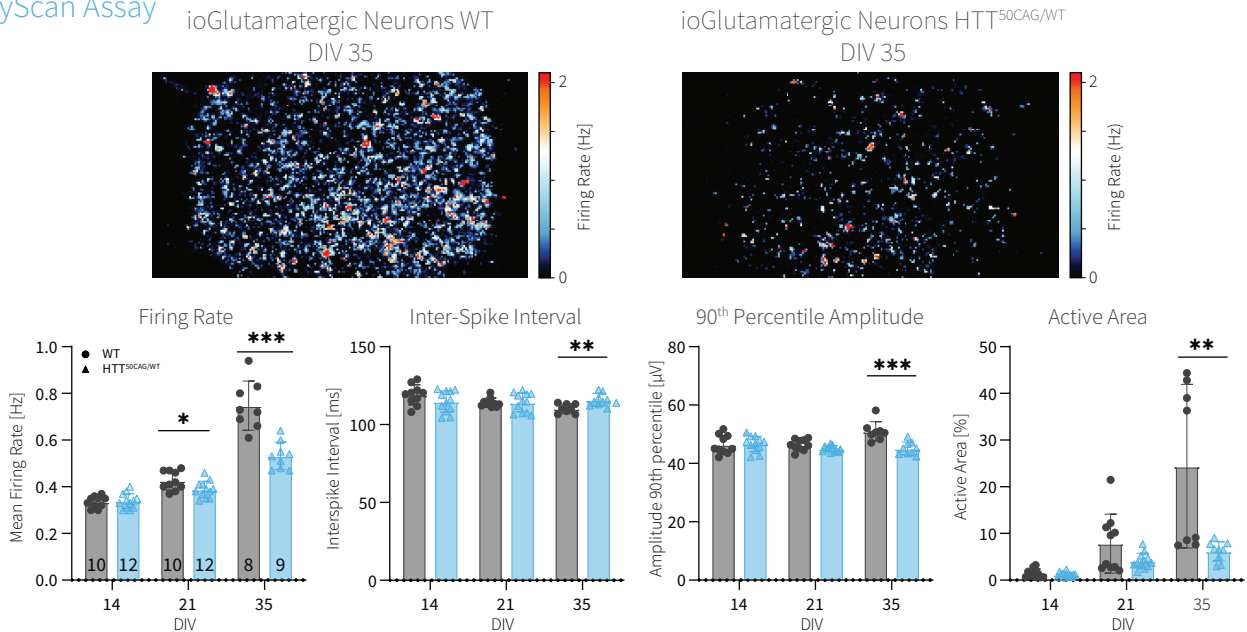 yScan Assay
ioGlutamatergic Neurons WT
DIV 35
2
0
Firing Rate (Hz]
ioGlutamatergic Neurons HTT50CAG/WT
DIV 35
2
0
Firing Rate (Hz)
Firing Rate
Mean Firing Rate [Hz]
1.0
0.8
0.6
0.4
0.2
0.0
WT
HTT50CAG/WT
*
***
10 12 10 12 8 9
14 21 35
DIV
Inter-Spike Interval
Interspike Interval [ms]
150
100
50
0
**
14 21 35
DIV
90th Percentile Amplitude
Amplitude 90th percentile [µV]
80
60
40
20
0
***
14 21 35
DIV
Active Area
Active Area [%]
50
40
30
20
10
0
**
14 21 35
DIV